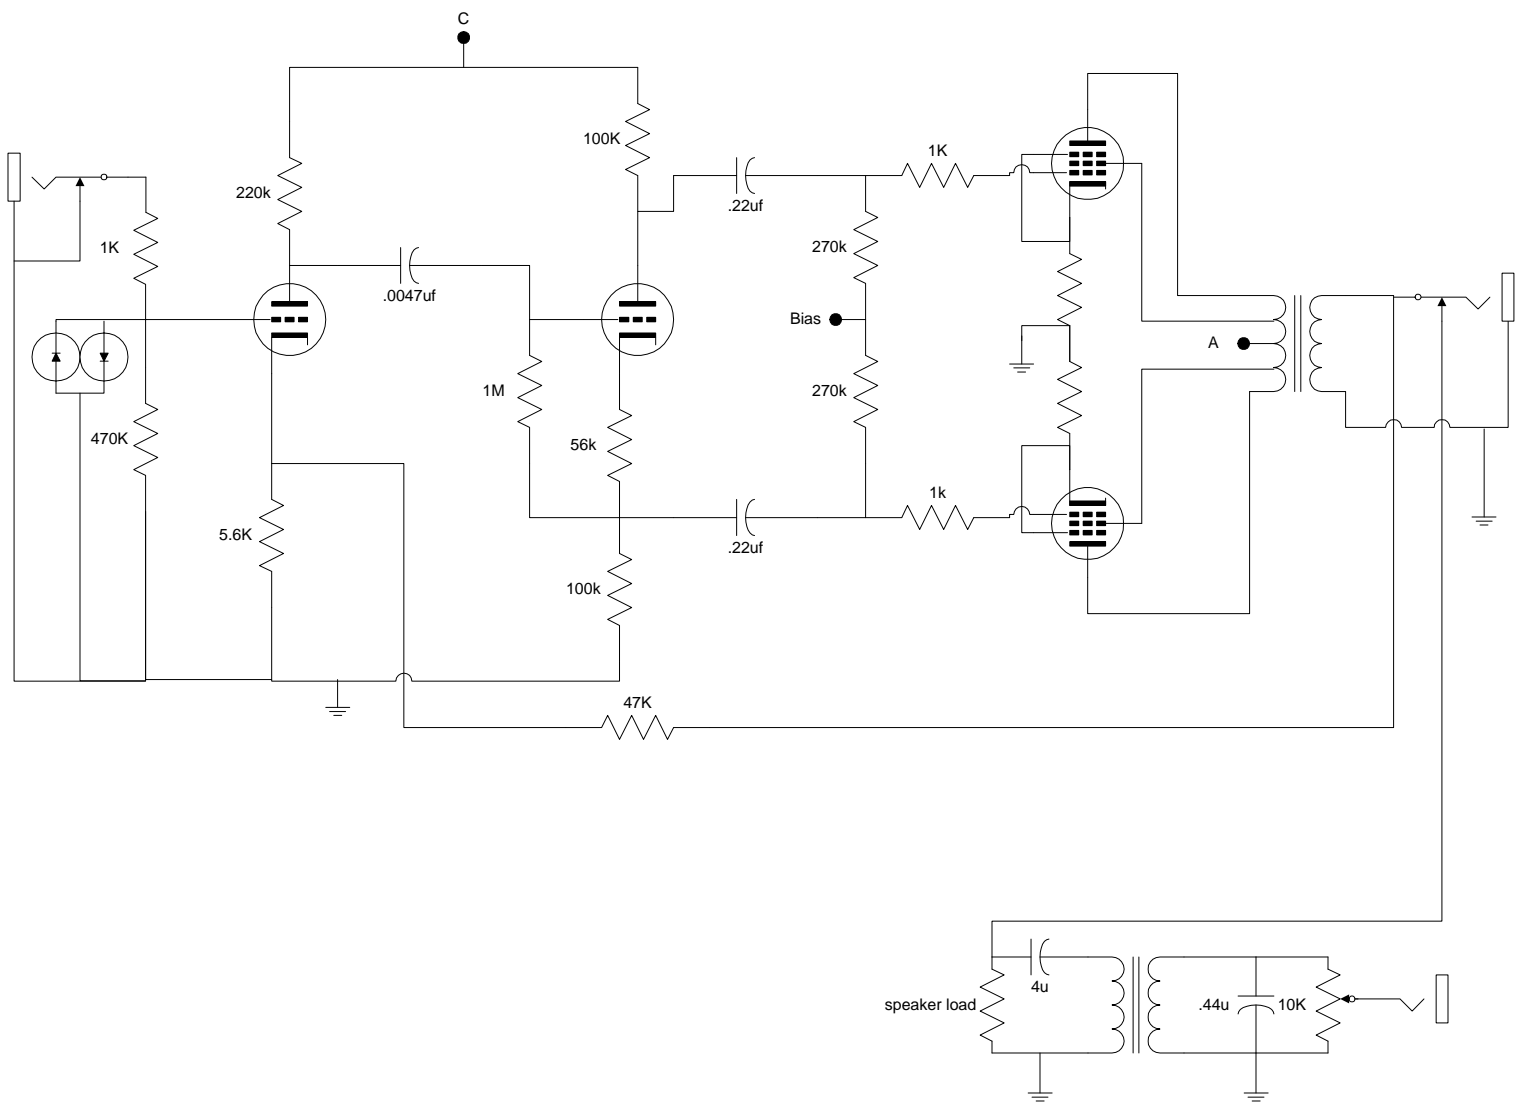 C
100K
1K
220k
.22uf
1K
270k
.0047uf
Bias
A
1M
270k
470K
56k
1k
5.6K
.22uf
100k
47K
4u
speaker load
.44u
10K